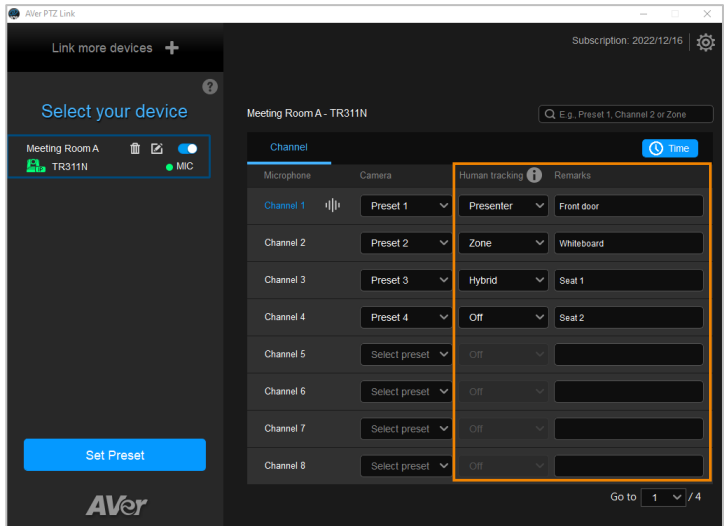 AVer PTZ Link
Link more devices +
Subscription: 2022/12/16
?
Select your device
Meeting Room A - TR311N
E.g., Preset 1, Channel 2 or Zone
Meeting Room A
TR311N
MIC
Channel
Time
Microphone Camera Human tracking i Remarks
Channel 1 Preset 1 Presenter Front door
Channel 2 Preset 2 Zone Whiteboard
Channel 3 Preset 3 Hybrid Seat 1
Channel 4 Preset 4 Off Seat 2
Channel 5 Select preset Off
Channel 6 Select preset Off
Channel 7 Select preset Off
Channel 8 Select preset Off
Set Preset
Go to 1 / 4
AVer